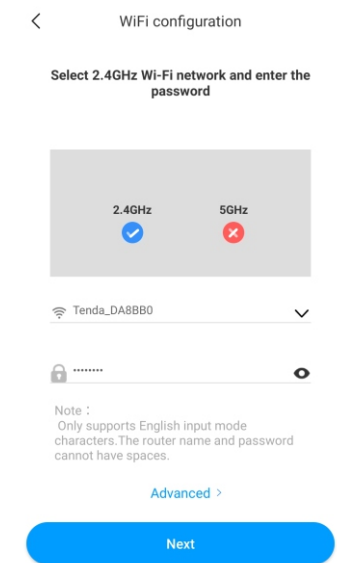 WiFi configuration
Select 2.4GHz Wi-Fi network and enter the
password
2.4GHz 5GHz
Tenda_DA8BB0
········
Note：
Only supports English input mode
characters.The router name and password
cannot have spaces.
Advanced >
Next